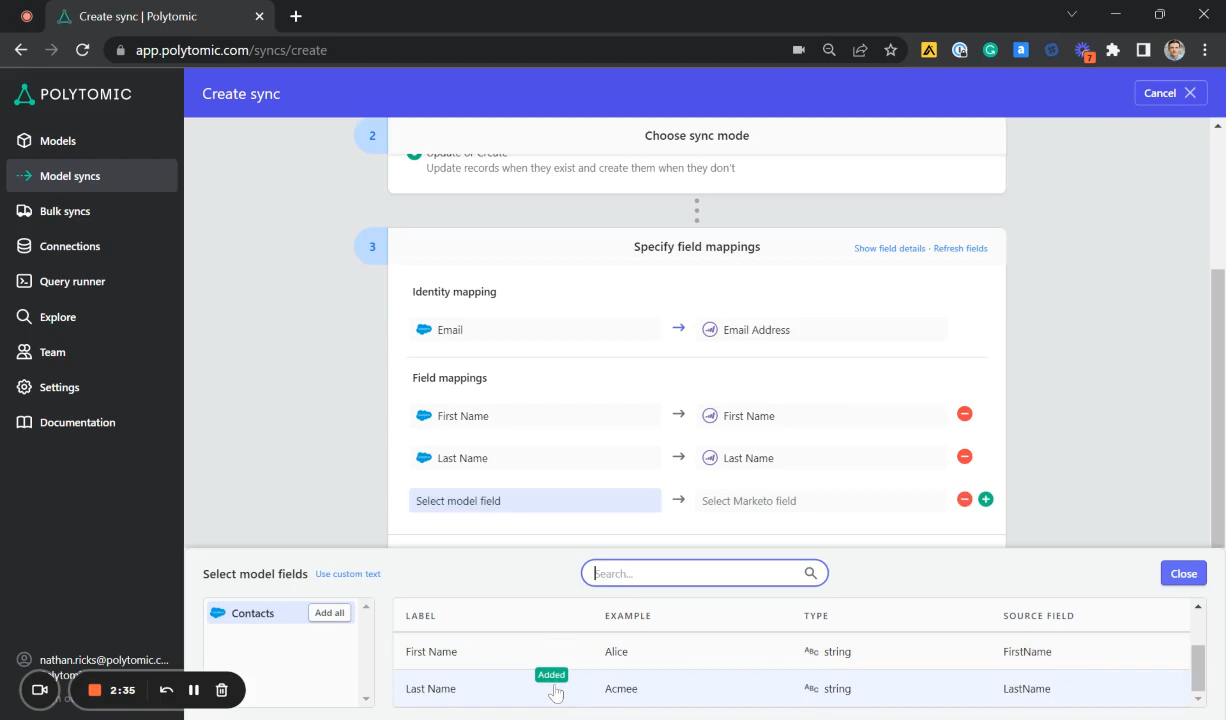 Create sync | Polytomic
app.polytomic.com/syncs/create
7
POLYTOMIC
Create sync
Cancel
Models
Model syncs
Bulk syncs
Connections
Query runner
Explore
Team
Settings
Documentation
nathan.ricks@polytomic.c...
2:35
2
Choose sync mode
Update or Create
Update records when they exist and create them when they don't
3
Specify field mappings
Show field details · Refresh fields
Identity mapping
Email → Email Address
Field mappings
First Name → First Name
Last Name → Last Name
Select model field → Select Marketo field
Select model fields Use custom text
Search...
Close
Contacts Add all
LABEL EXAMPLE TYPE SOURCE FIELD
First Name Alice ABC string FirstName
Added
Last Name Acmee ABC string LastName